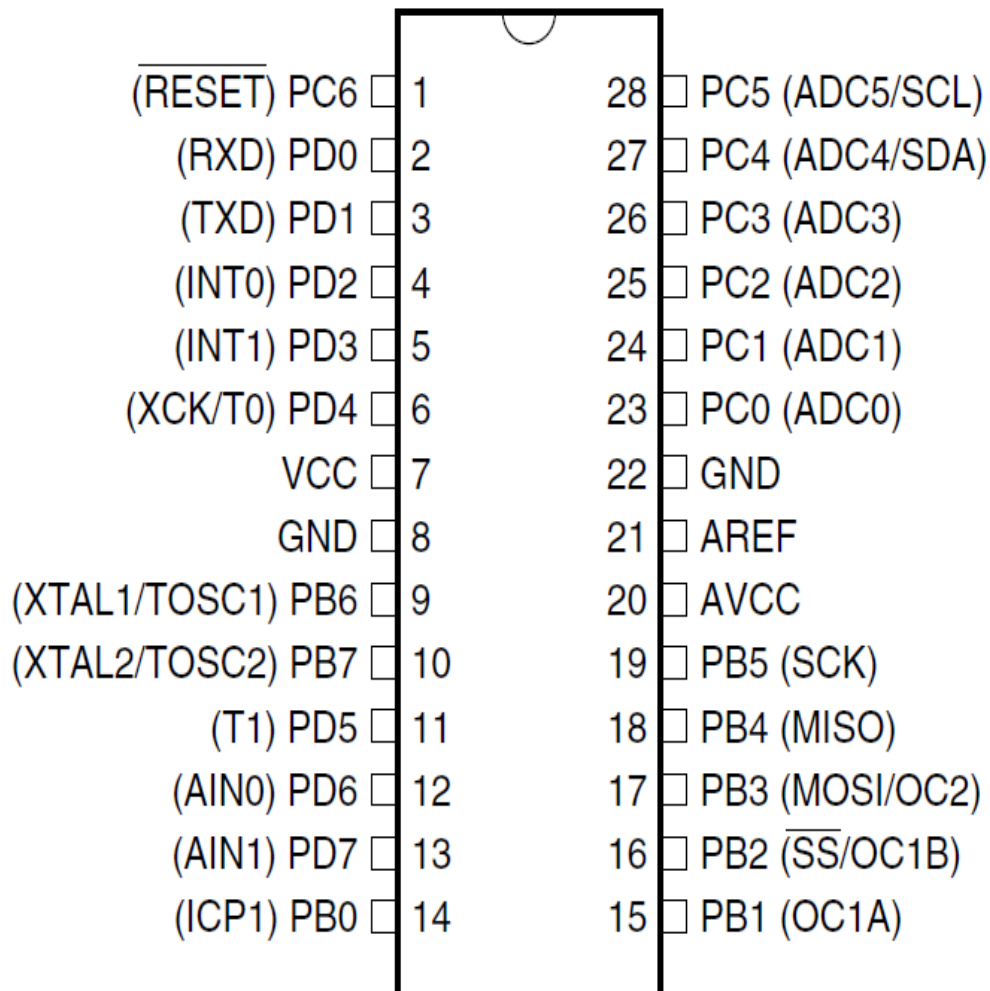 (RESET) PC6 1 28 PC5 (ADC5/SCL)
(RXD) PD0 2 27 PC4 (ADC4/SDA)
(TXD) PD1 3 26 PC3 (ADC3)
(INT0) PD2 4 25 PC2 (ADC2)
(INT1) PD3 5 24 PC1 (ADC1)
(XCK/T0) PD4 6 23 PC0 (ADC0)
VCC 7 22 GND
GND 8 21 AREF
(XTAL1/TOSC1) PB6 9 20 AVCC
(XTAL2/TOSC2) PB7 10 19 PB5 (SCK)
(T1) PD5 11 18 PB4 (MISO)
(AIN0) PD6 12 17 PB3 (MOSI/OC2)
(AIN1) PD7 13 16 PB2 (SS/OC1B)
(ICP1) PB0 14 15 PB1 (OC1A)